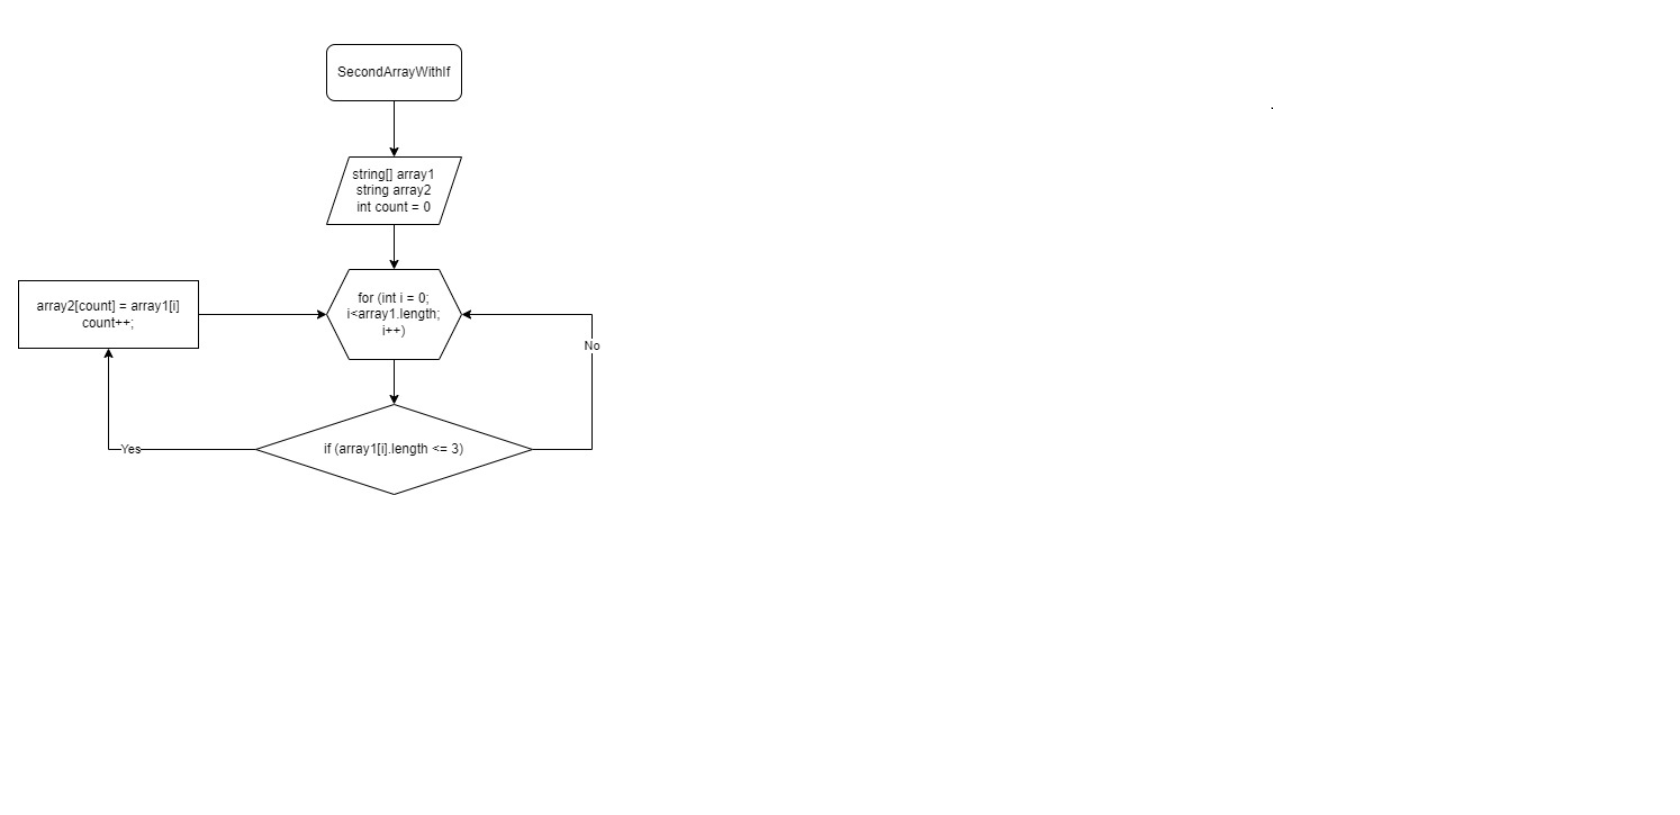 SecondArrayWithIf
string[] array1
string array2
int count = 0
for (int i = 0;
i<array1.length;
i++)
array2[count] = array1[i]
count++;
No
if (array1[i].length <= 3)
Yes